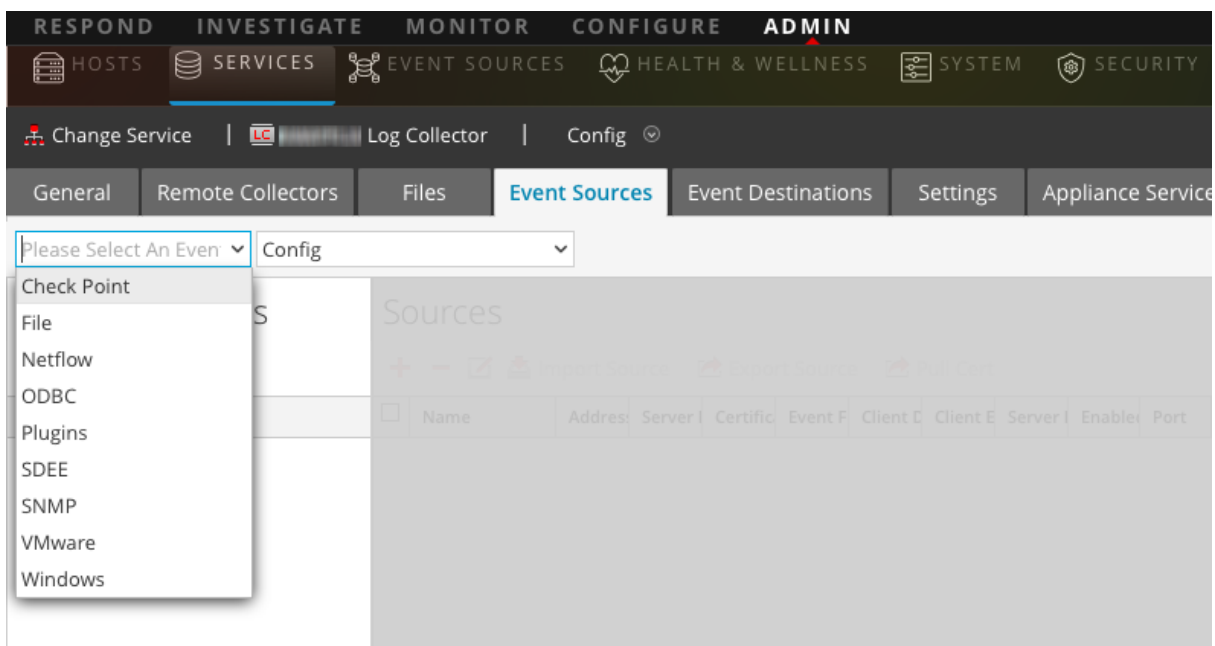 RESPOND INVESTIGATE MONITOR CONFIGURE ADMIN
HOSTS SERVICES EVENT SOURCES HEALTH & WELLNESS SYSTEM SECURITY
Change Service | LC Log Collector | Config
General Remote Collectors Files Event Sources Event Destinations Settings Appliance Service
Please Select An Even Config
Check Point
s Sources
File
Netflow
Import Source Export Source
ODBC
Name Addres Server Certific Event F Client D Client E Server Enable Port
Plugins
SDEE
SNMP
VMware
Windows